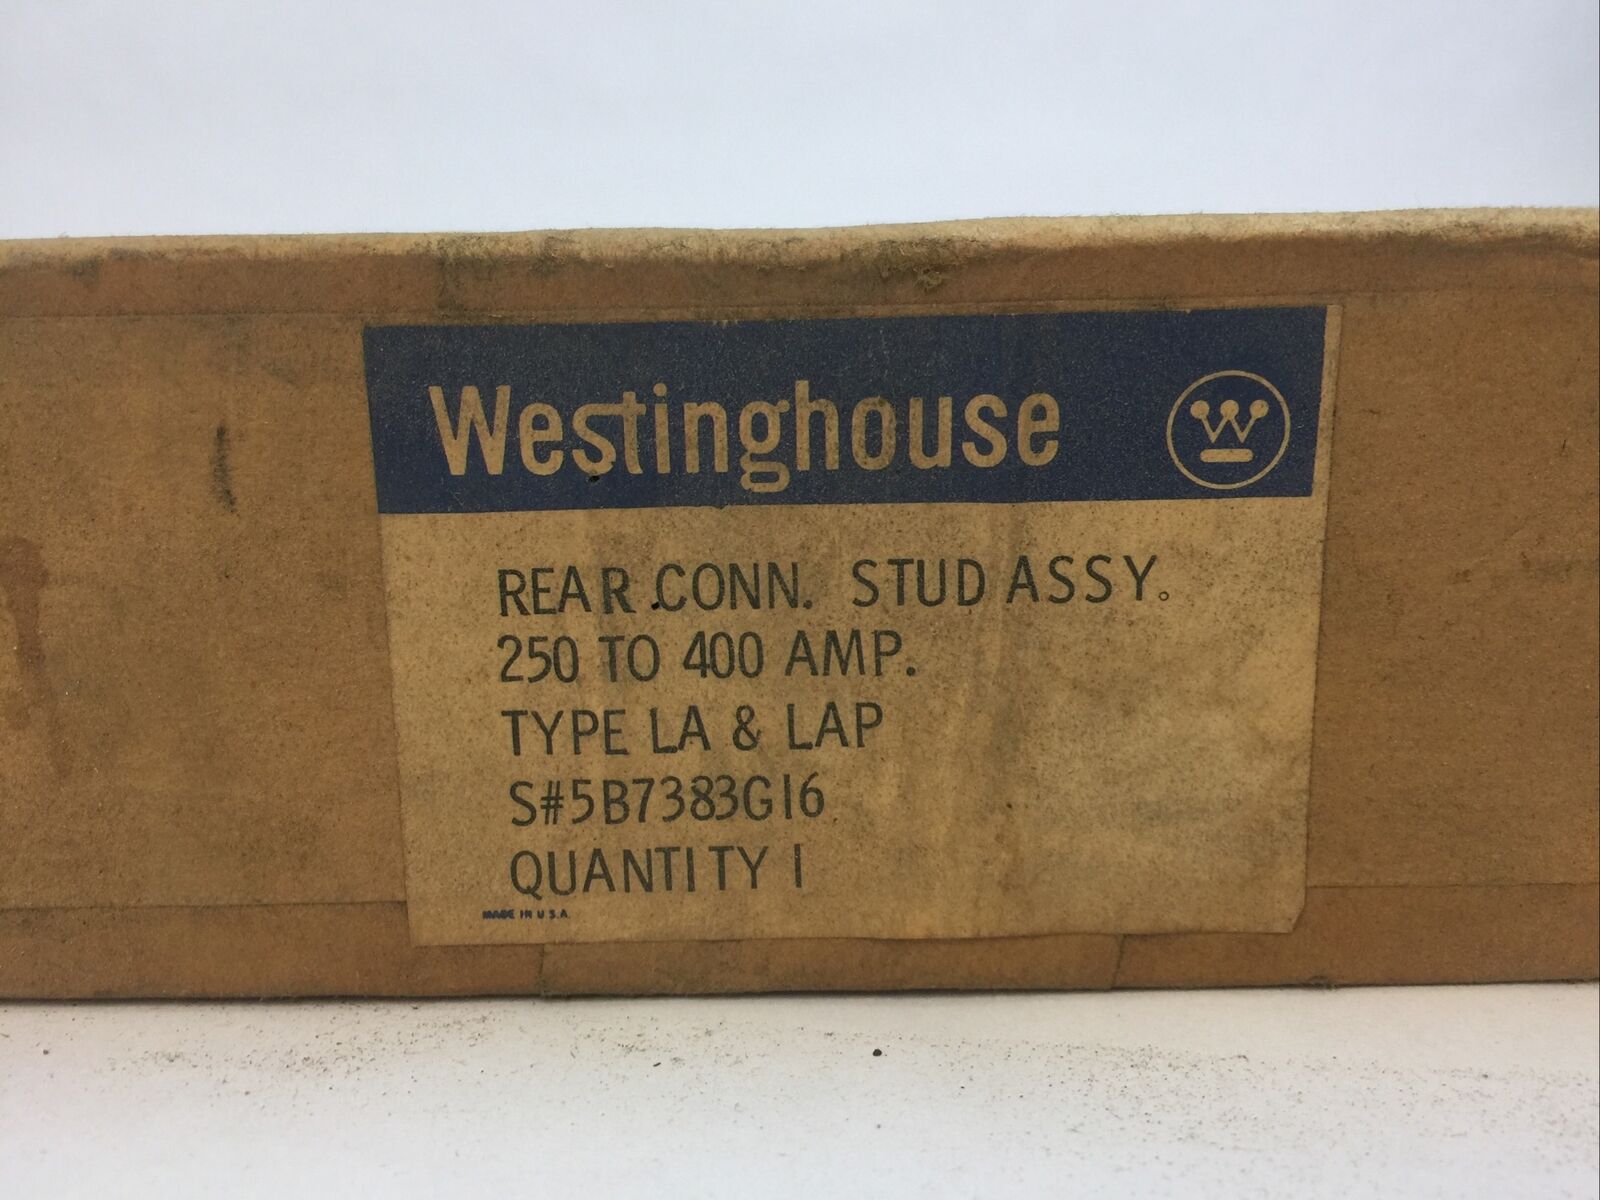 Westinghouse W
REAR CONN. STUD ASSY.
250 TO 400 AMP.
TYPE LA & LAP
S#5B7383G16
QUANTITY 1
MADE IN U.S.A.